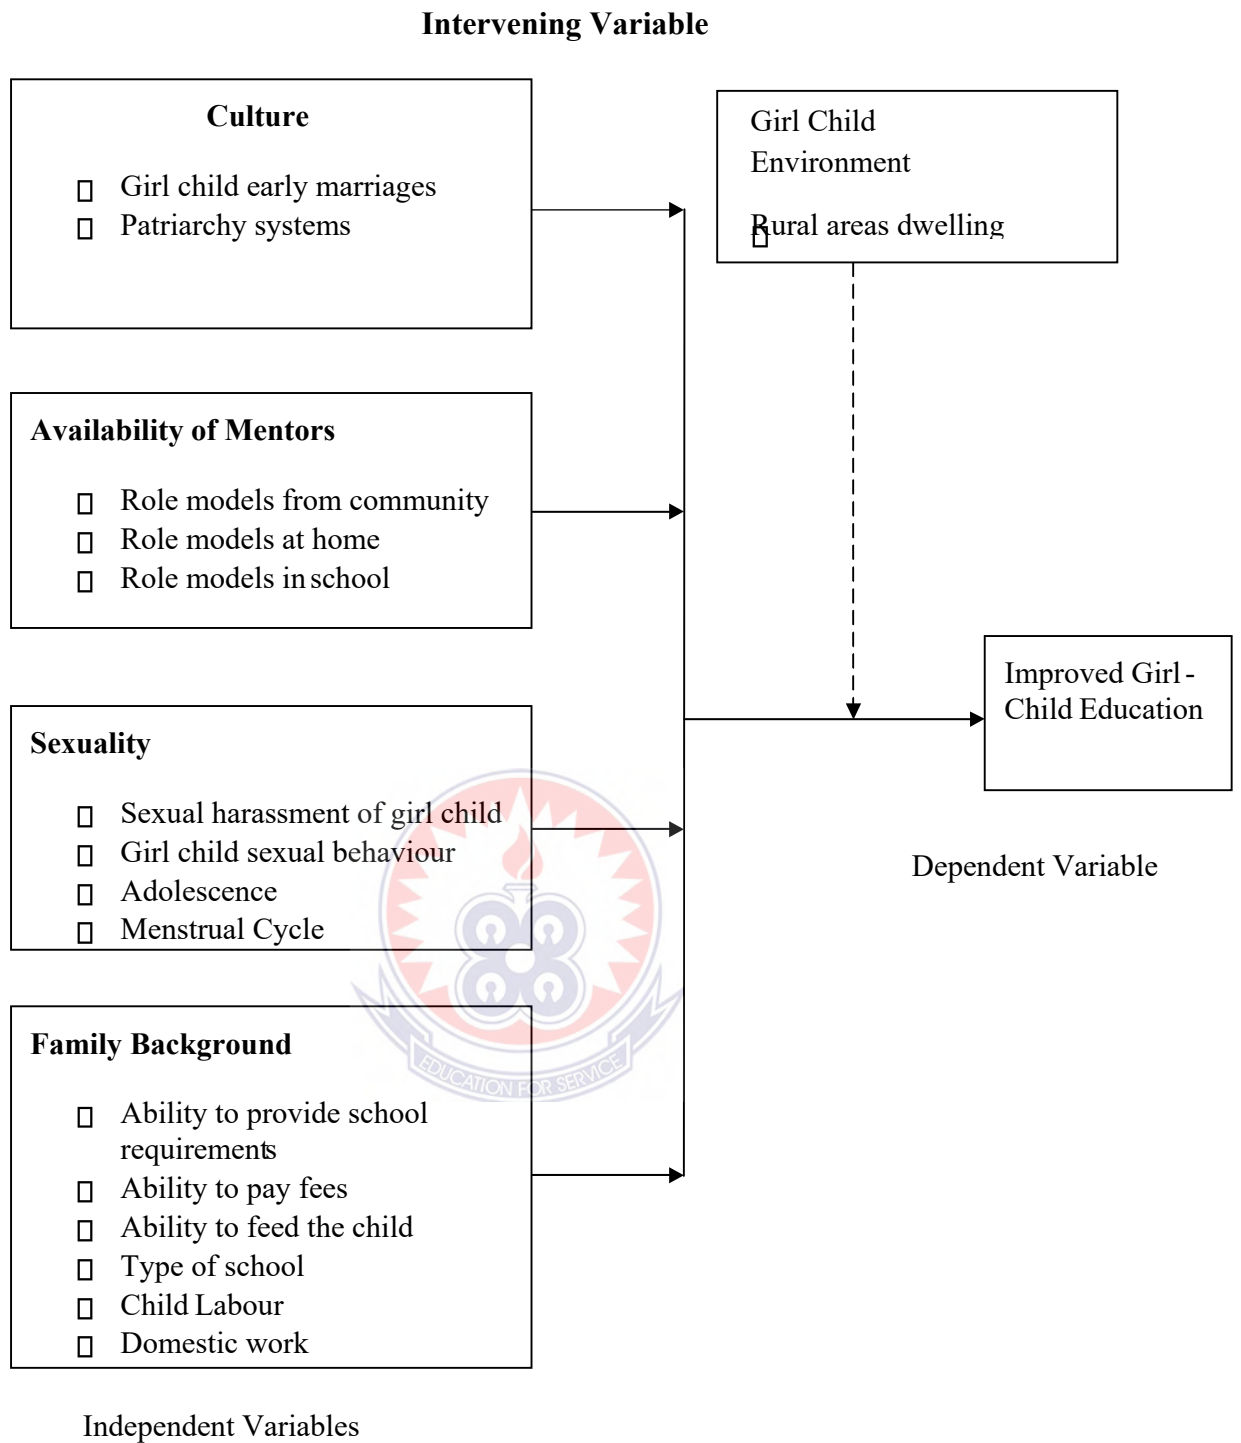 Intervening Variable
Culture
Girl child early marriages
Patriarchy systems
Girl Child
Environment
Rural areas dwelling
Availability of Mentors
Role models from community
Role models at home
Role models in school
Improved Girl-
Child Education
Dependent Variable
Sexuality
Sexual harassment of girl child
Girl child sexual behaviour
Adolescence
Menstrual Cycle
EDUCATION FOR SERVICE
Family Background
Ability to provide school
requirements
Ability to pay fees
Ability to feed the child
Type of school
Child Labour
Domestic work
Independent Variables